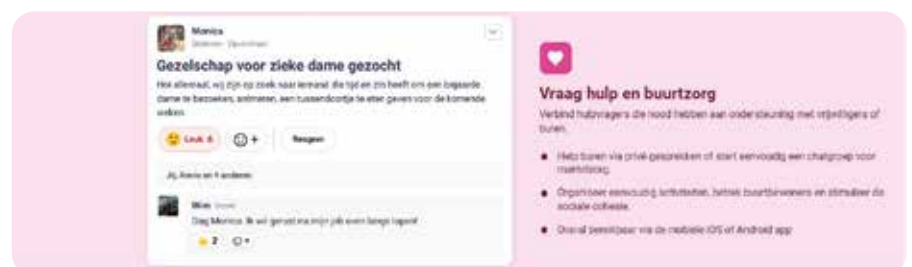 Monica
Gezelschap voor zieke dame gezocht
Hoi allemaal, wij zijn op zoek naar iemand die tijd en zin heeft om een bejaarde
dame te bezoeken, animeren, een tussendoortje te eten geven voor de komende
weken.
Leuk 6
Reageer
Jij, Annie en 4 anderen
Wim
Dag Monica. Ik wil gerust na mijn job even langs lopen!
2
Vraag hulp en buurtzorg
Verbind hulpvragers die nood hebben aan ondersteuning met vrijwilligers of
buren.
Help buren via privé gesprekken of start eenvoudig een chatgroep voor
mantelzorg.
Organiseer eenvoudig activiteiten, betrek buurtbewoners en stimuleer de
sociale cohesie.
Overal bereikbaar via de mobiele iOS of Android app